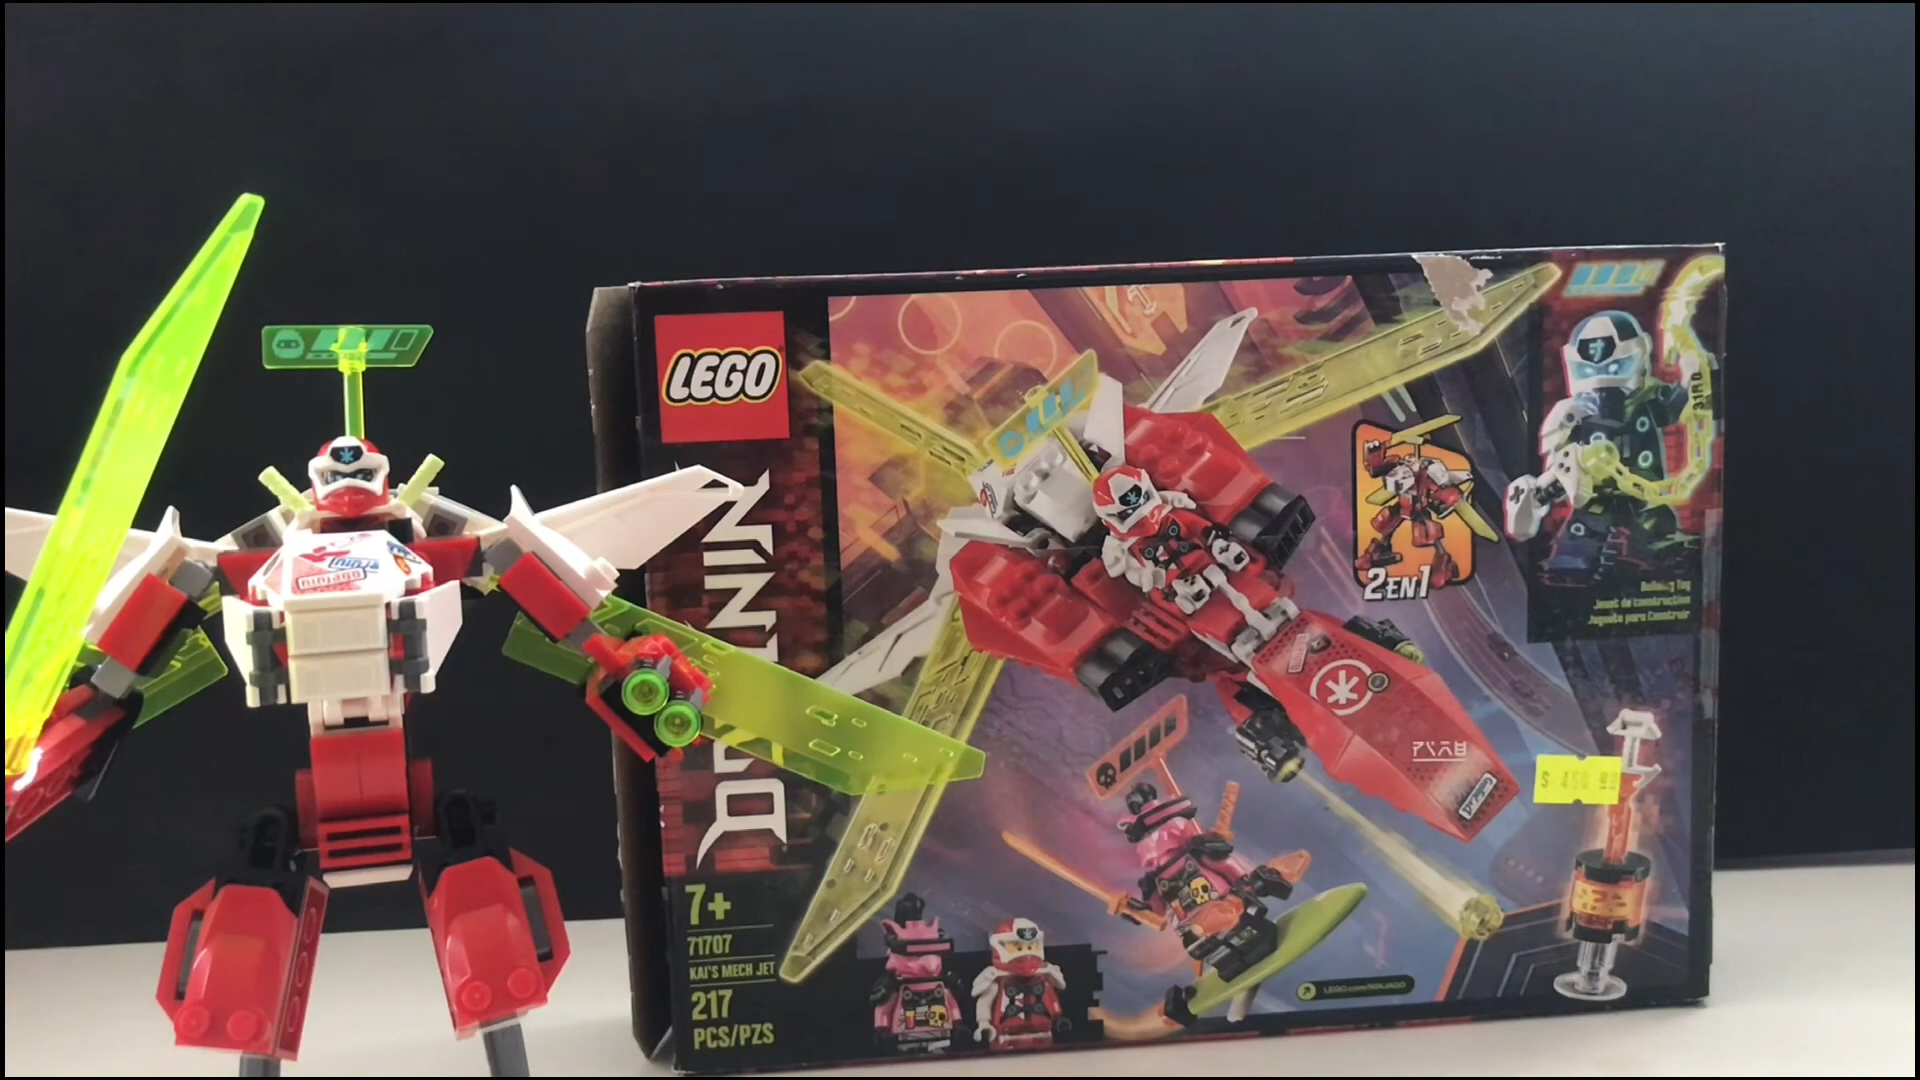 LEGO
NINJAGO
7+
71707
KAI'S MECH JET
217
PCS/PZS
2EN1
Building Toy
Jouet de construction
Juguete para Construir
LEGO.com/NINJAGO